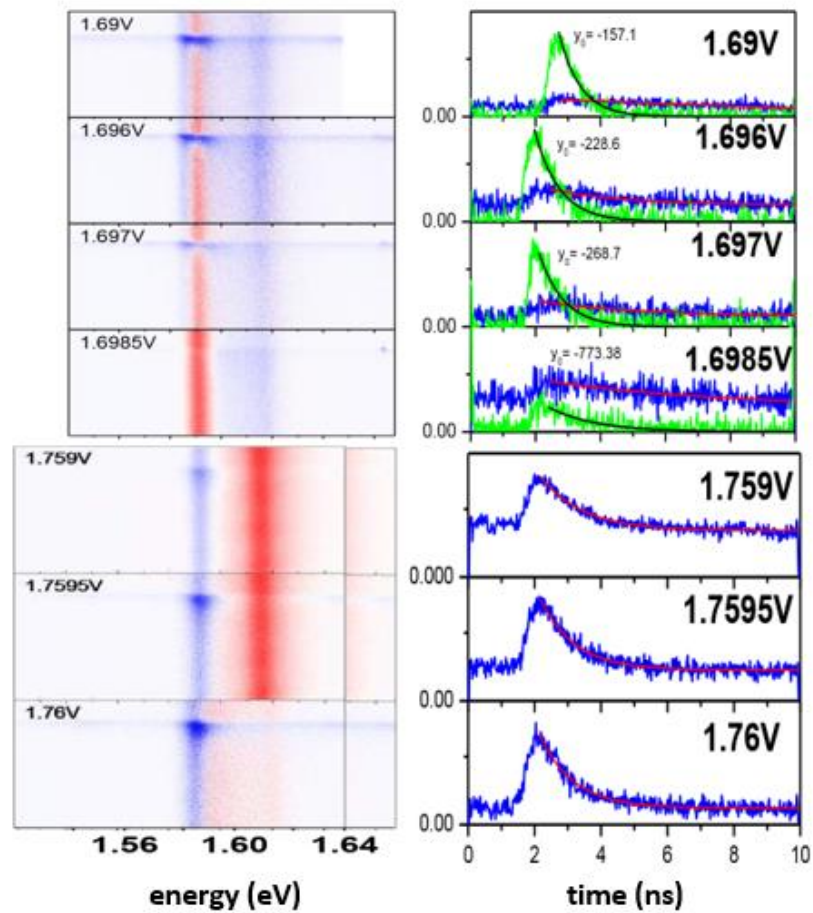 1.69V
1.696V
1.697V
1.6985V
1.759V
1.7595V
1.76V
1.56 1.60 1.64
energy (eV)
y₀= -157.1
1.69V
0.00
y₀= -228.6
1.696V
0.00
y₀= -268.7
1.697V
0.00
y₀= -773.38
1.6985V
0.00
1.759V
0.000
1.7595V
0.00
1.76V
0.00
0 2 4 6 8 10
time (ns)